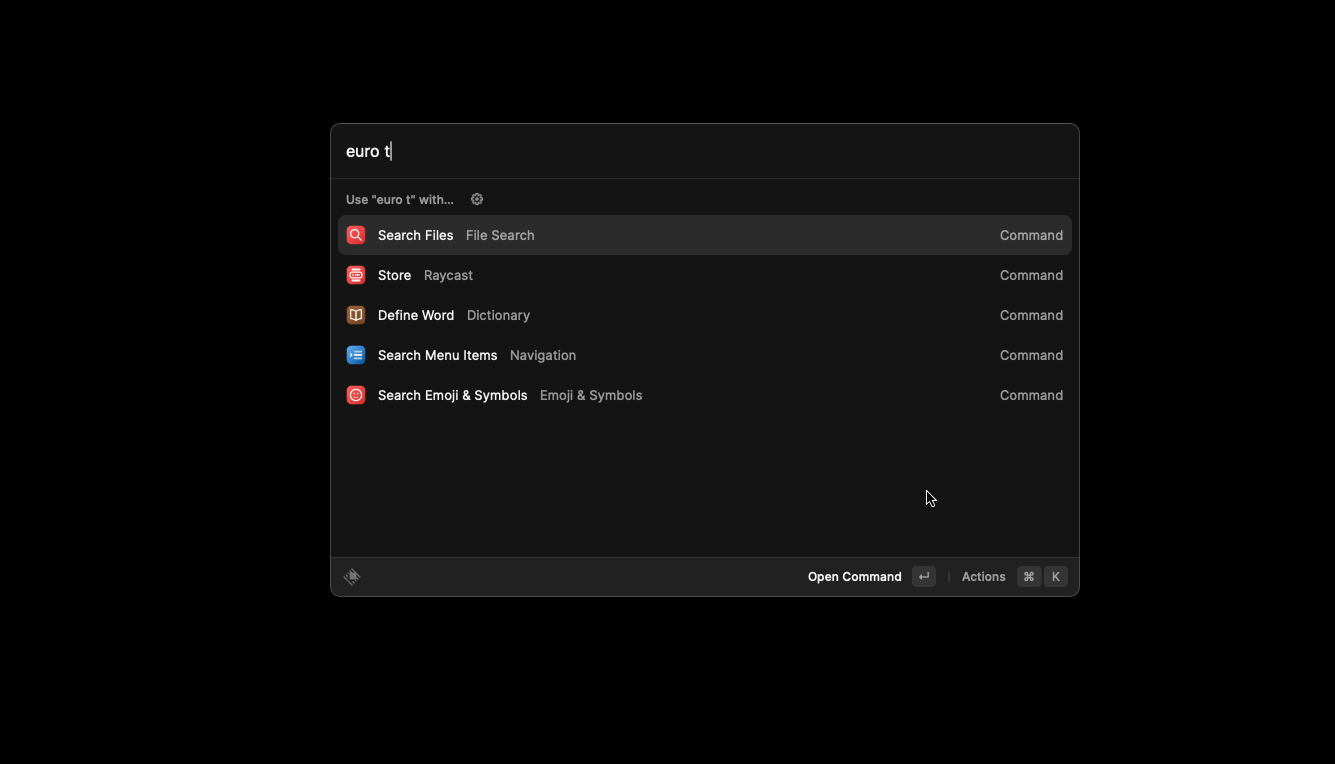 euro t
Use "euro t" with...
Search Files File Search Command
Store Raycast Command
Define Word Dictionary Command
Search Menu Items Navigation Command
Search Emoji & Symbols Emoji & Symbols Command
Open Command ↵ | Actions ⌘ K